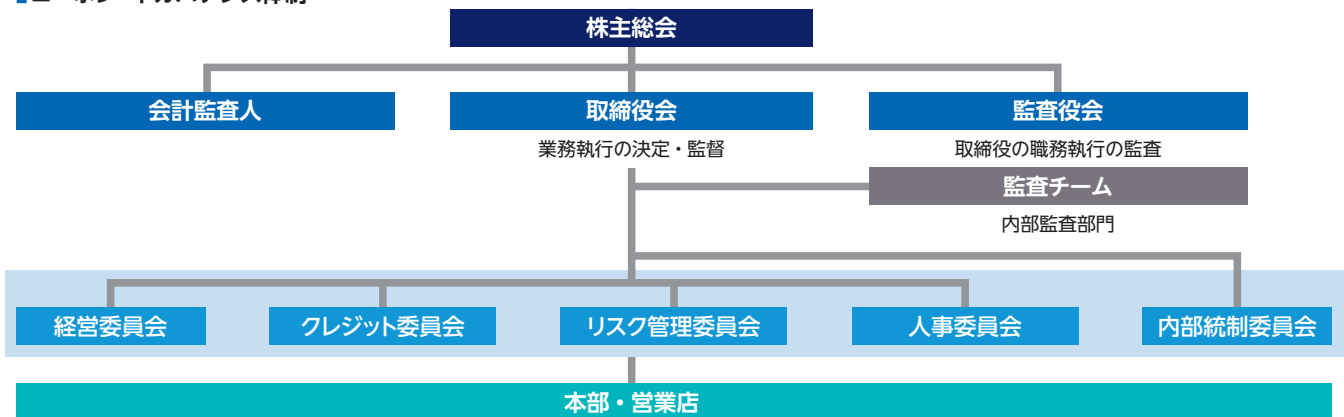 株主総会
会計監査人
取締役会
監査役会
業務執行の決定・監督
取締役の職務執行の監査
監査チーム
内部監査部門
経営委員会
クレジット委員会
リスク管理委員会
人事委員会
内部統制委員会
本部・営業店